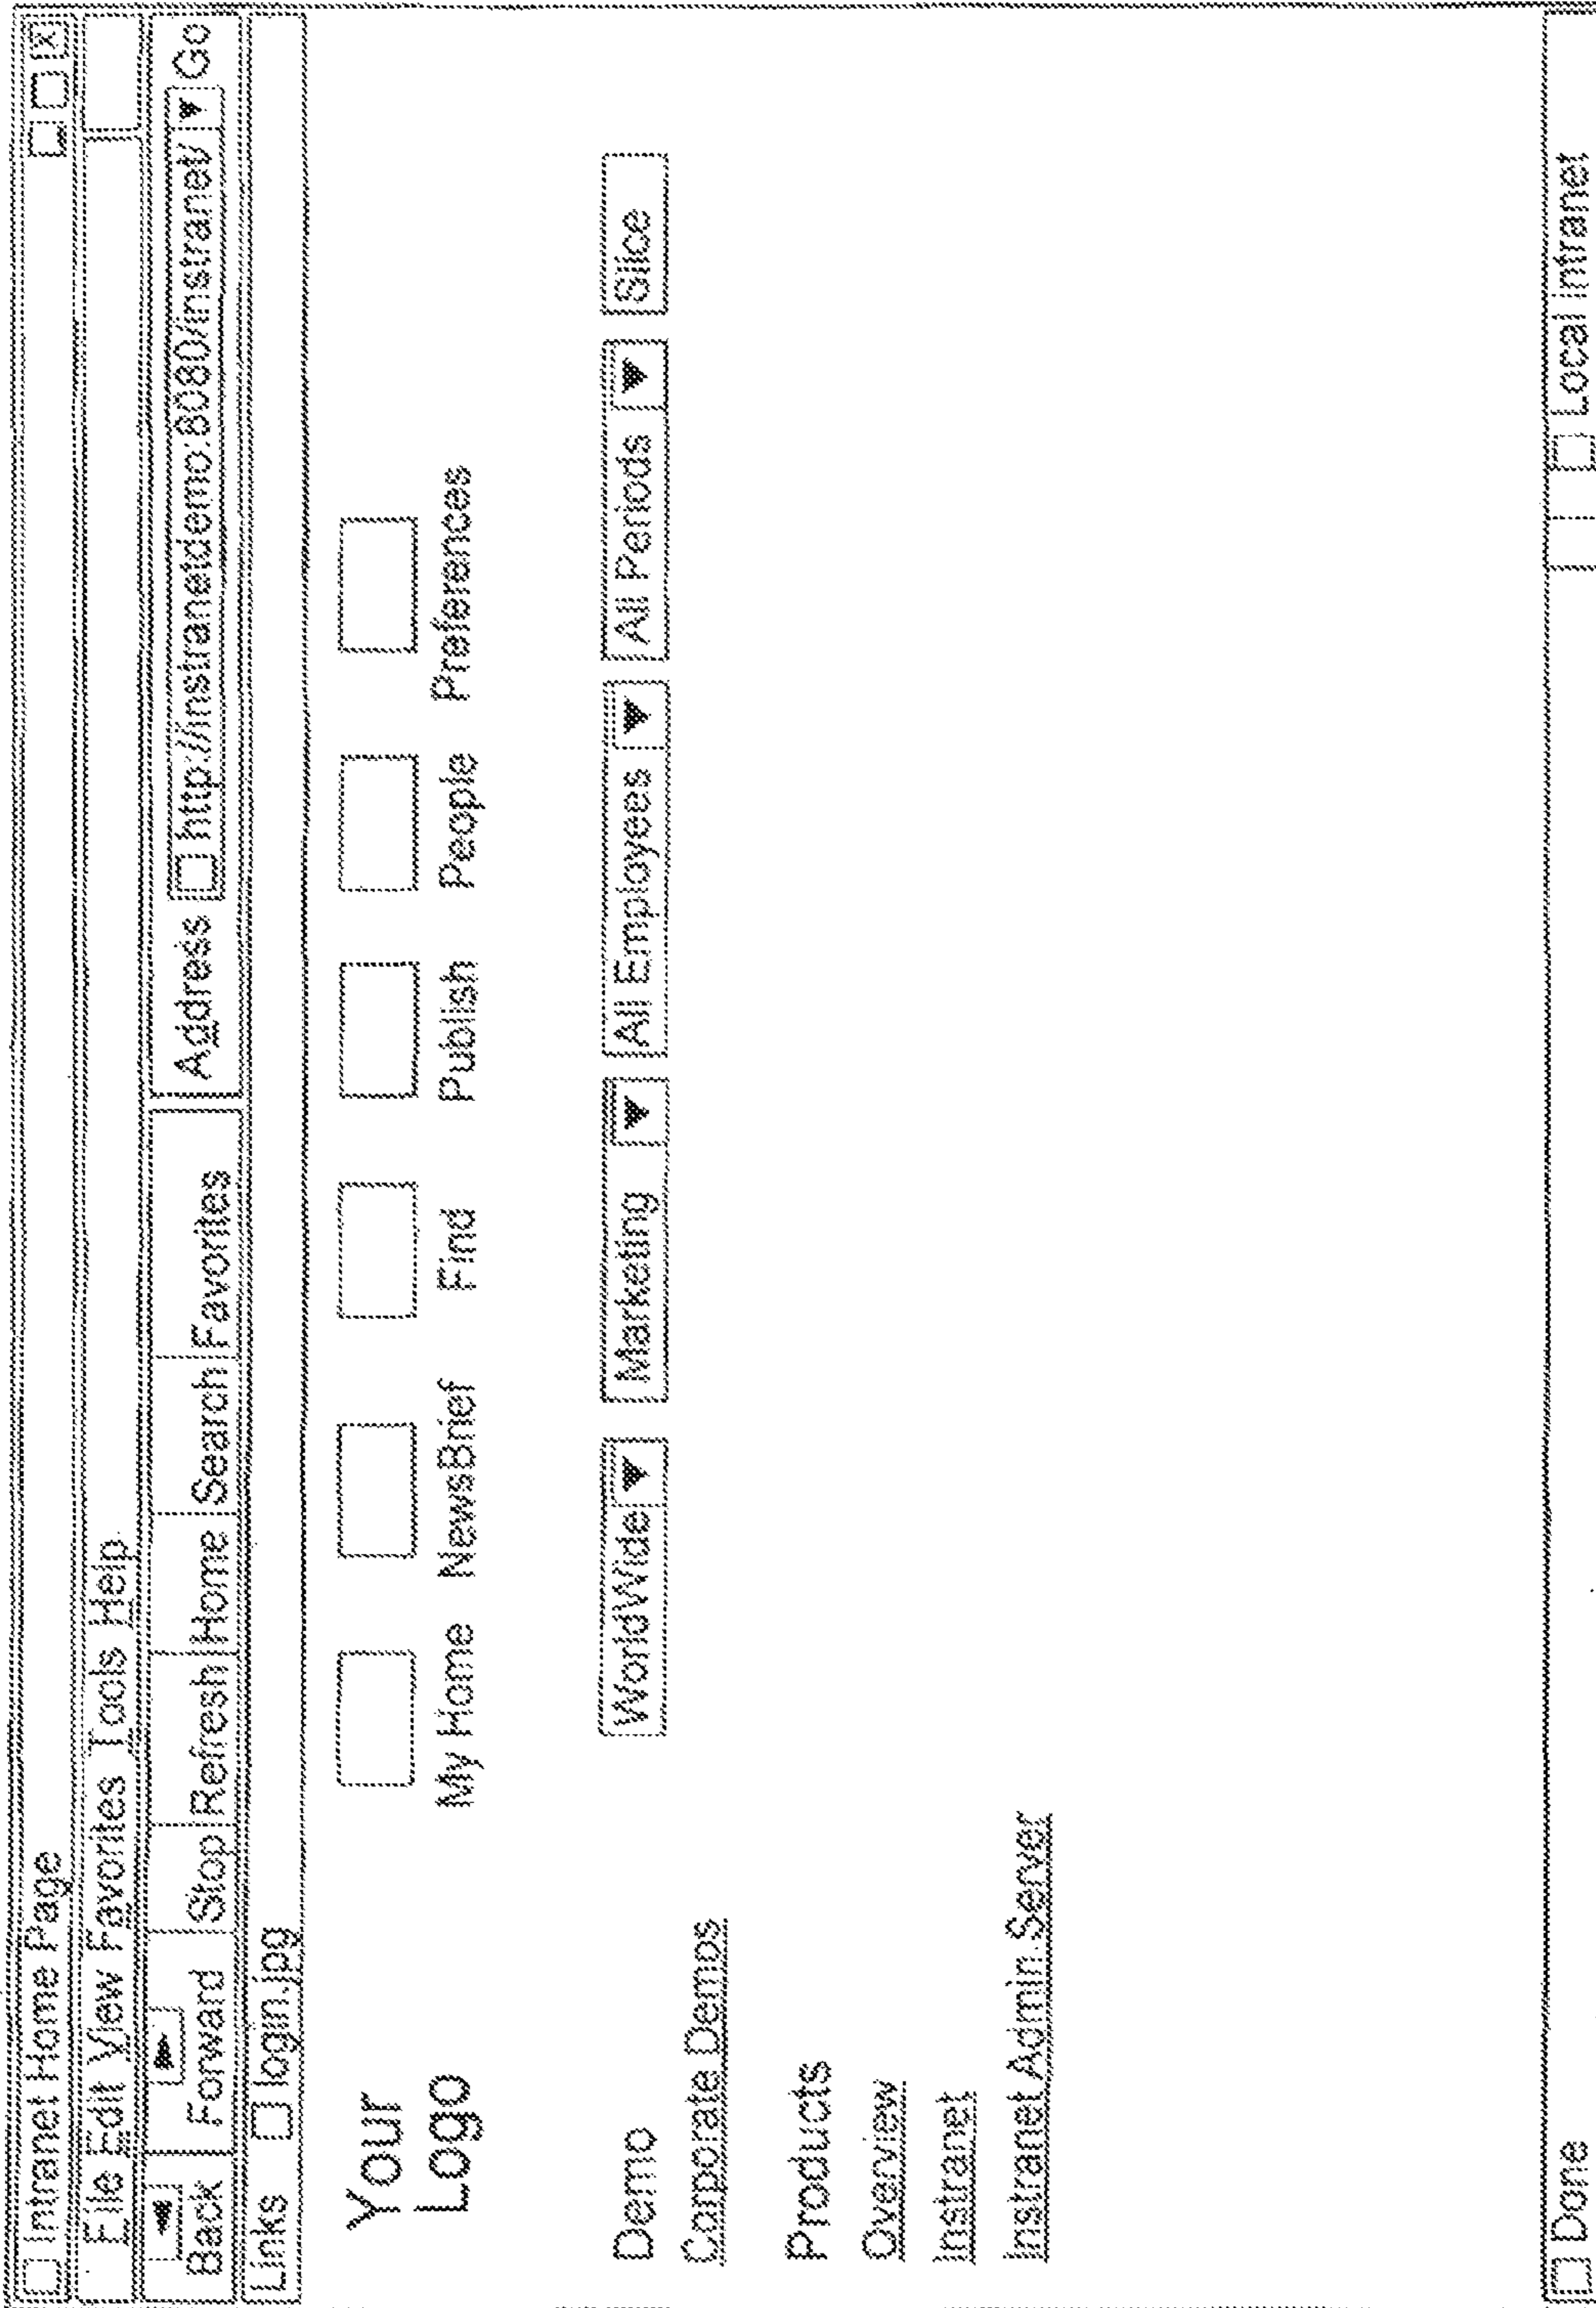 Intranet Home Page
File Edit View Favorites Tools Help
Back Forward Stop Refresh Home Search Favorites Address http://instranetdemo:8080/instranet/ Go
Links login.jpg
Your
Logo
My Home NewsBrief Find Publish People Preferences
Demo WorldWide Marketing All Employees All Periods Slice
Corporate Demos
Products
Overview
Instranet
Instranet Admin Server
Done Local intranet